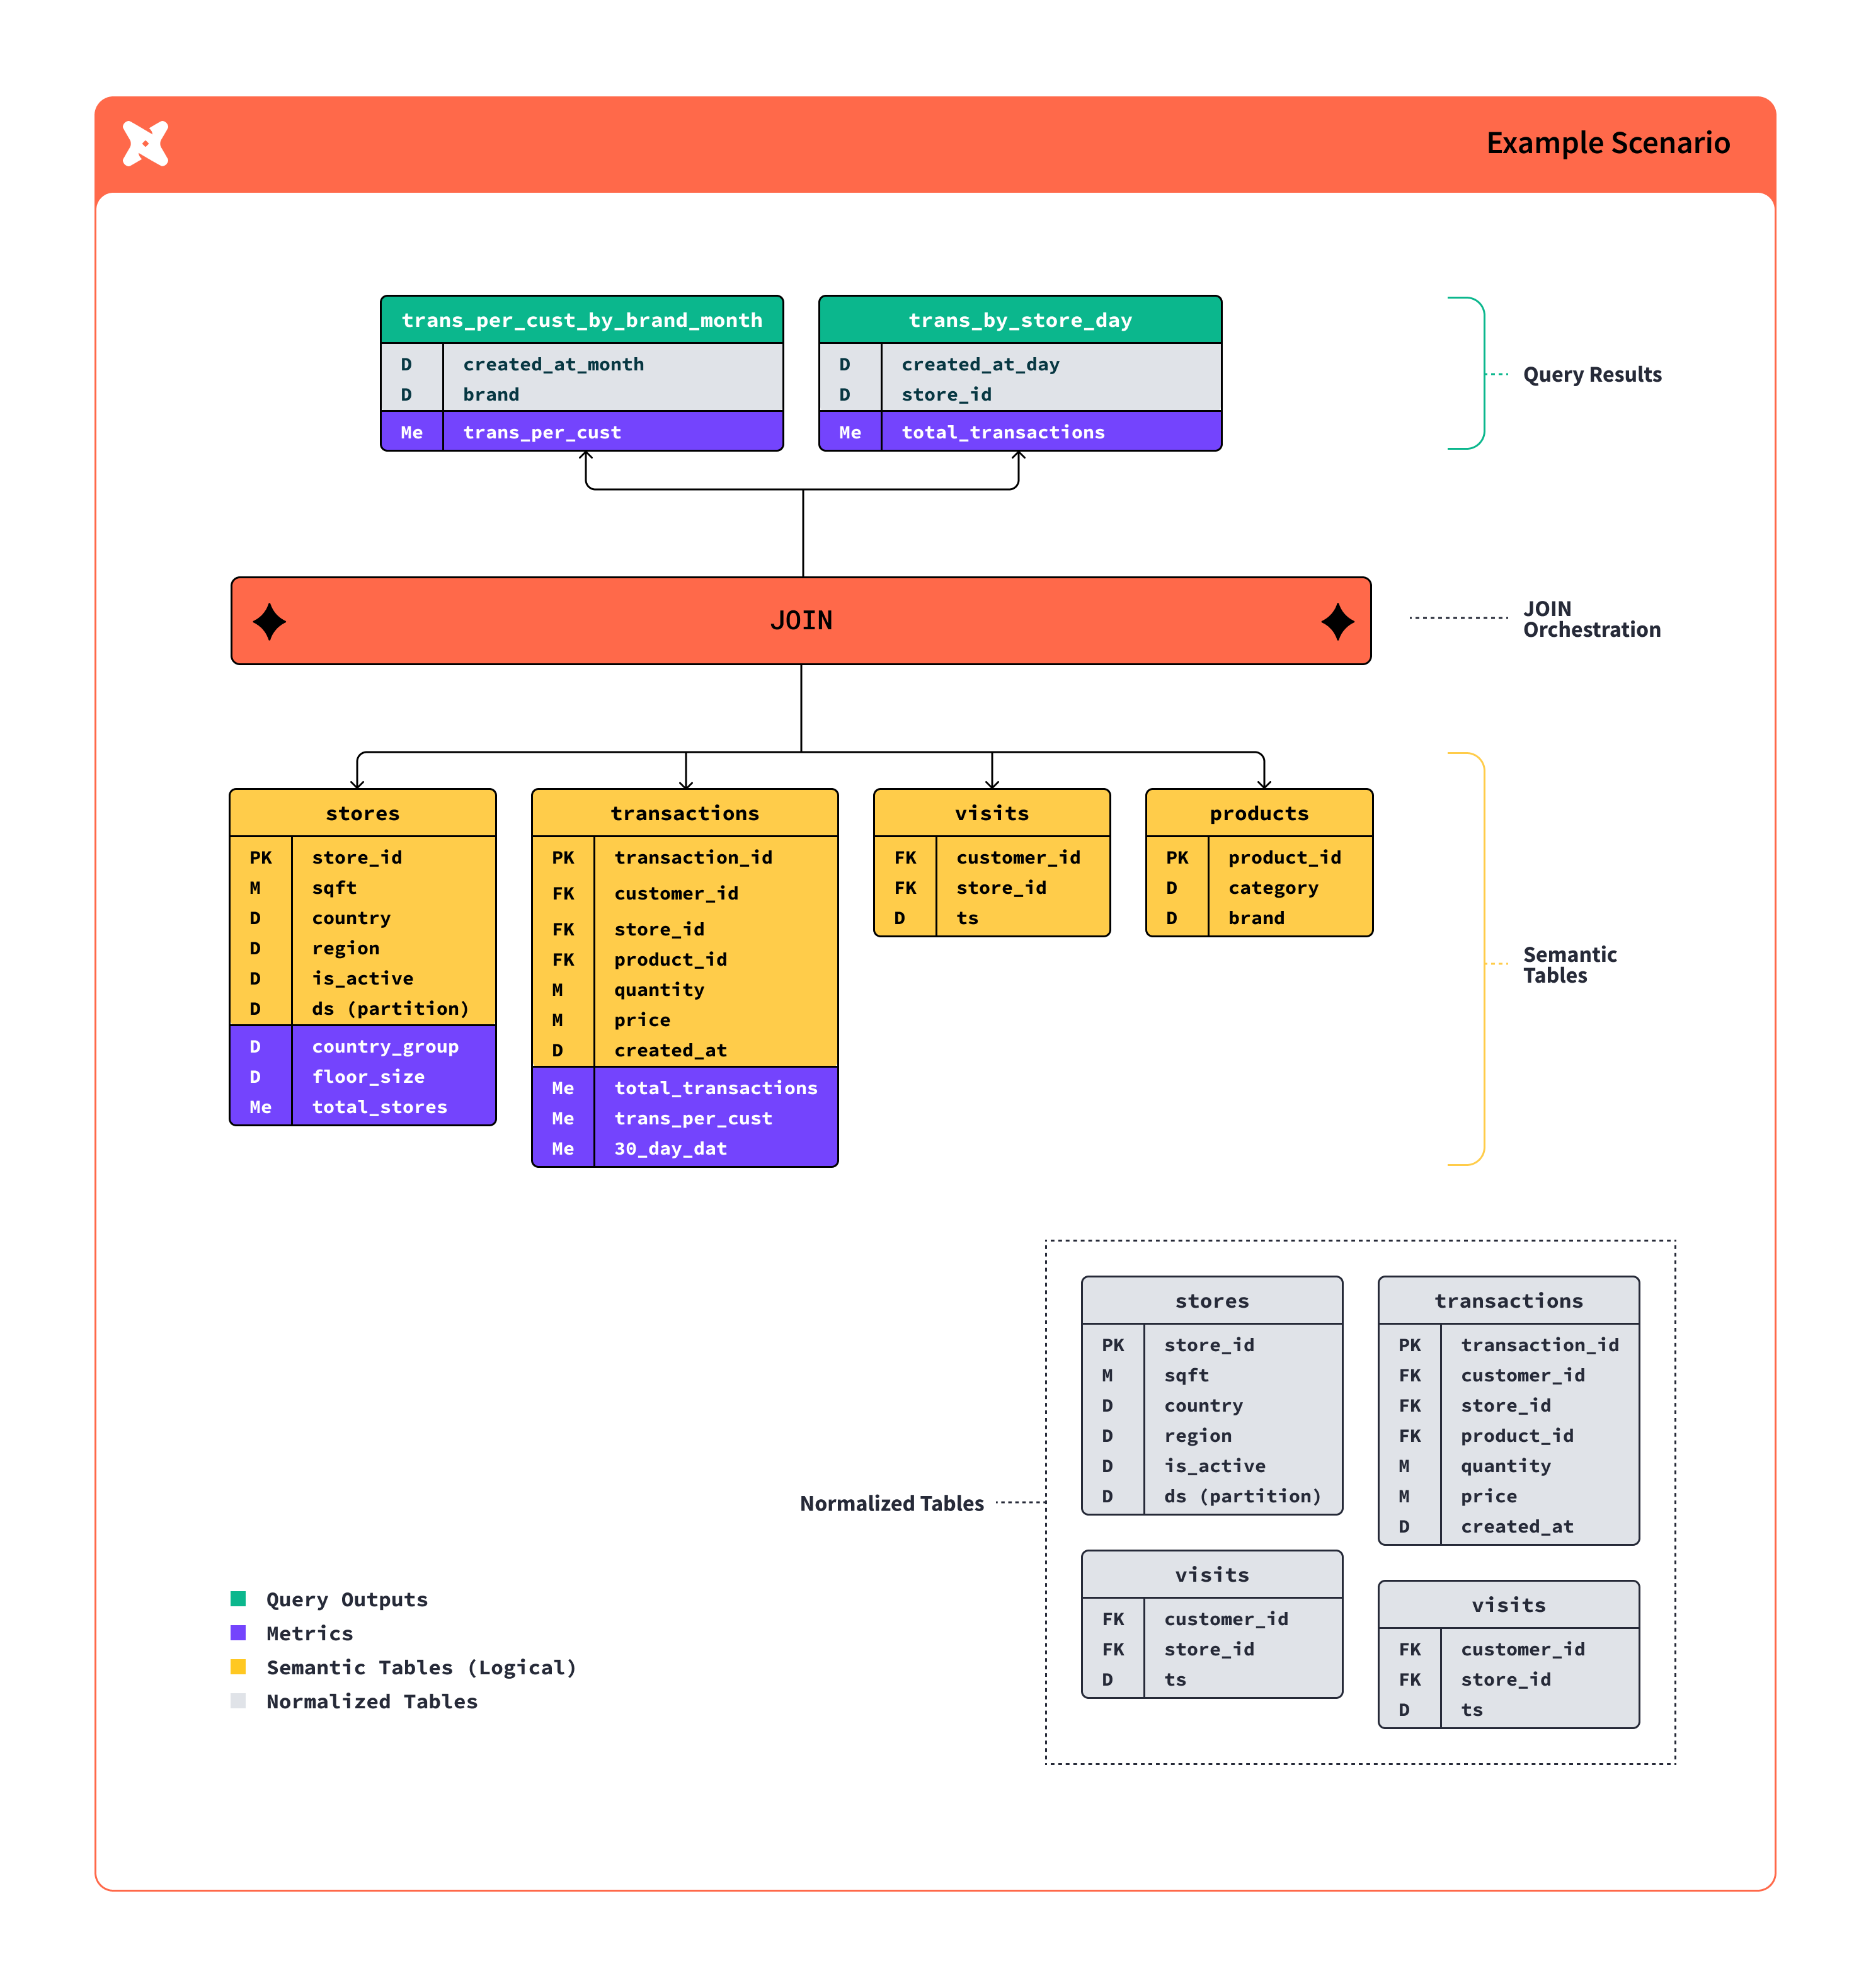 Example Scenario
trans_per_cust_by_brand_month
D created_at_month
D brand
Me trans_per_cust
trans_by_store_day
D created_at_day
D store_id
Me total_transactions
Query Results
JOIN
JOIN
Orchestration
stores
PK store_id
M sqft
D country
D region
D is_active
D ds (partition)
D country_group
D floor_size
Me total_stores
transactions
PK transaction_id
FK customer_id
FK store_id
FK product_id
M quantity
M price
D created_at
Me total_transactions
Me trans_per_cust
Me 30_day_dat
visits
FK customer_id
FK store_id
D ts
products
PK product_id
D category
D brand
Semantic
Tables
Normalized Tables
stores
PK store_id
M sqft
D country
D region
D is_active
D ds (partition)
transactions
PK transaction_id
FK customer_id
FK store_id
FK product_id
M quantity
M price
D created_at
visits
FK customer_id
FK store_id
D ts
visits
FK customer_id
FK store_id
D ts
Query Outputs
Metrics
Semantic Tables (Logical)
Normalized Tables